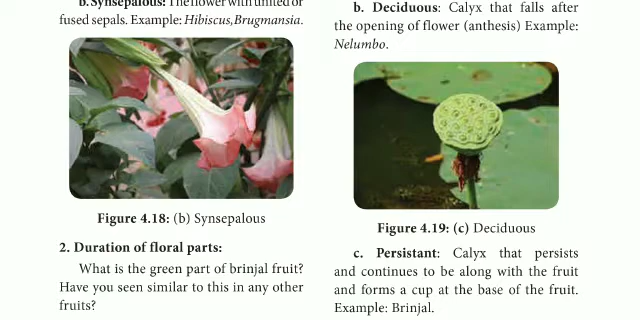 b. Synsepalous: The flower with united or
fused sepals. Example: Hibiscus,Brugmansia.
Figure 4.18: (b) Synsepalous
2. Duration of floral parts:
What is the green part of brinjal fruit?
Have you seen similar to this in any other
fruits?
b. Deciduous: Calyx that falls after
the opening of flower (anthesis) Example:
Nelumbo.
Figure 4.19: (c) Deciduous
c. Persistant: Calyx that persists
and continues to be along with the fruit
and forms a cup at the base of the fruit.
Example: Brinjal.